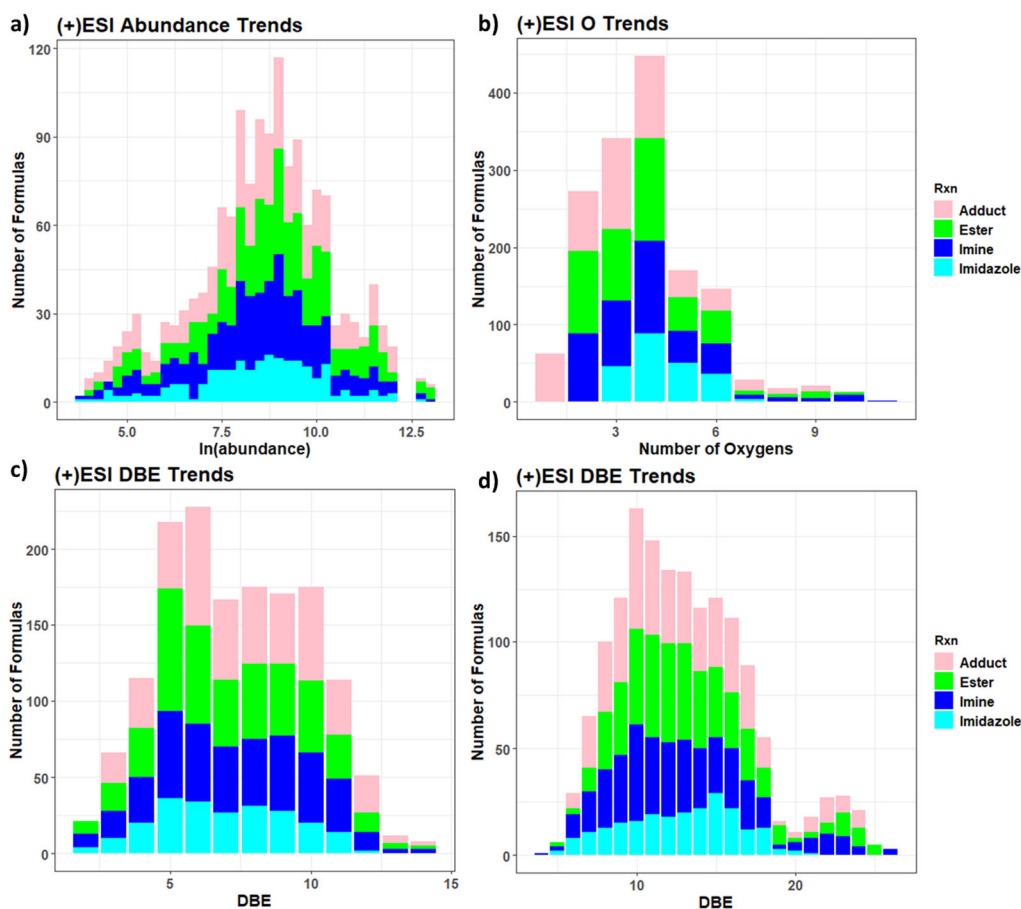 a) (+)ESI Abundance Trends
120
90
60
30
0
5.0 7.5 10.0 12.5
Number of Formulas
ln(abundance)
b) (+)ESI O Trends
400
300
200
100
0
3 6 9
Number of Formulas
Number of Oxygens
Rxn
Adduct
Ester
Imine
Imidazole
c) (+)ESI DBE Trends
200
150
100
50
0
5 10 15
Number of Formulas
DBE
d) (+)ESI DBE Trends
150
100
50
0
10 20
Number of Formulas
DBE
Rxn
Adduct
Ester
Imine
Imidazole